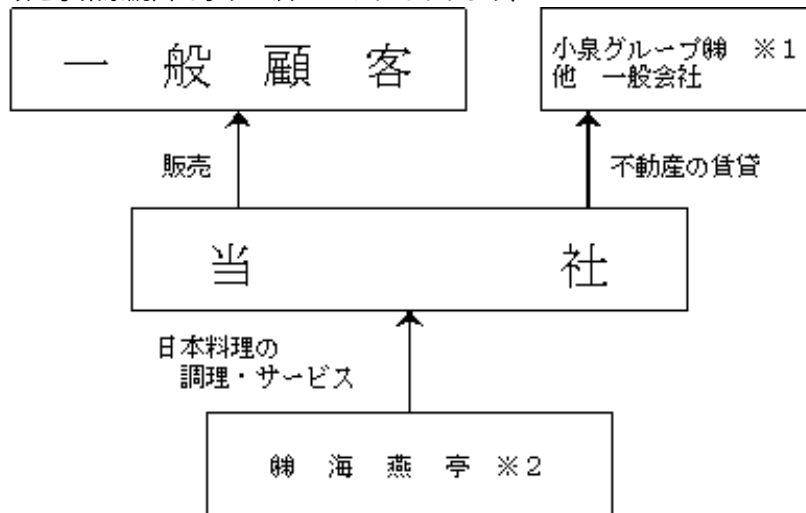 一般顧客
小泉グループ㈱ ※1
他 一般会社
販売
不動産の賃貸
当社
日本料理の
調理・サービス
㈱海燕亭※2